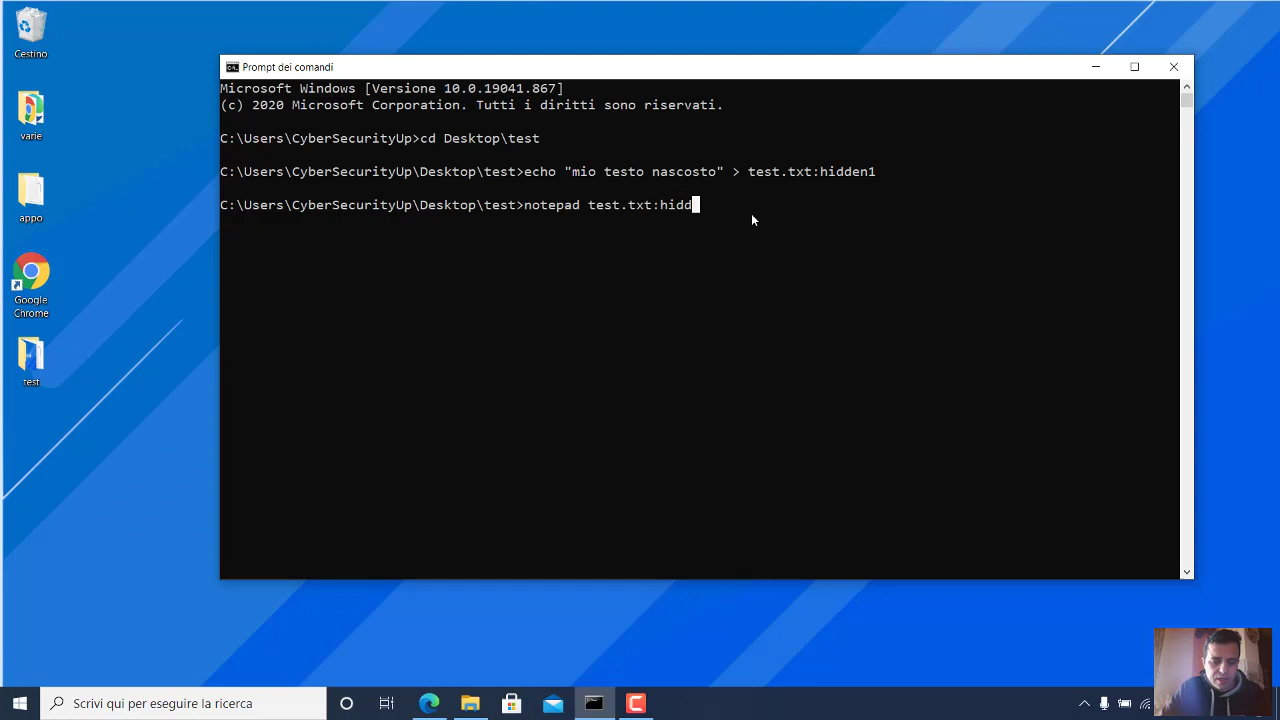 Cestino
varie
appo
Google
Chrome
test
Prompt dei comandi
Microsoft Windows [Versione 10.0.19041.867]
(c) 2020 Microsoft Corporation. Tutti i diritti sono riservati.
C:\Users\CyberSecurityUp>cd Desktop\test
C:\Users\CyberSecurityUp\Desktop\test>echo "mio testo nascosto" > test.txt:hidden1
C:\Users\CyberSecurityUp\Desktop\test>notepad test.txt:hidd
Scrivi qui per eseguire la ricerca